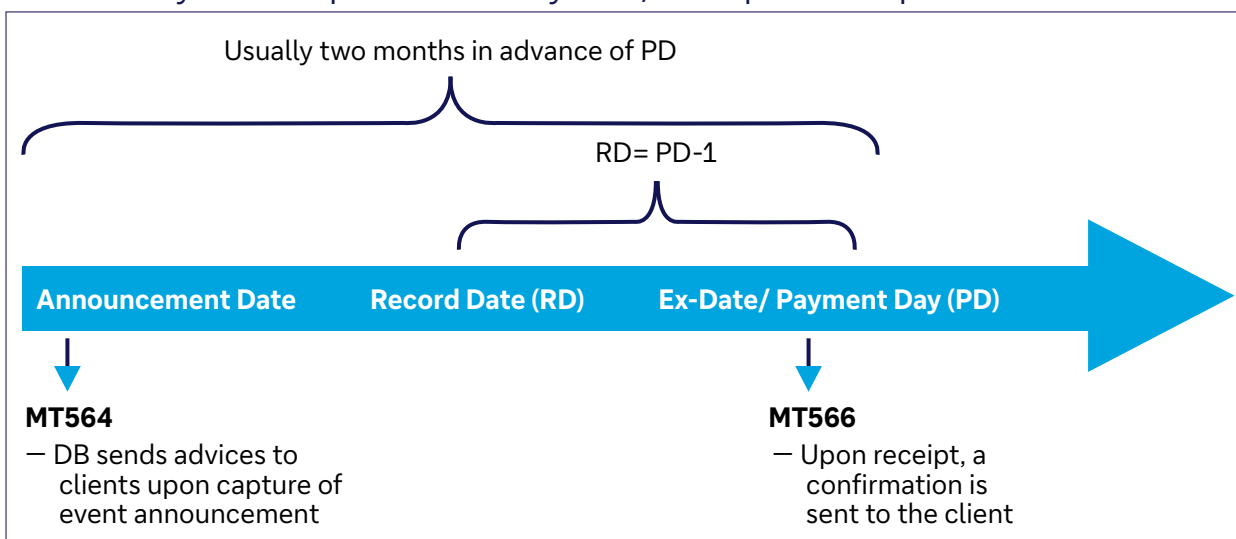 Usually two months in advance of PD
RD= PD-1
Announcement Date Record Date (RD) Ex-Date/ Payment Day (PD)
MT564
— DB sends advices to
clients upon capture of
event announcement
MT566
— Upon receipt, a
confirmation is
sent to the client